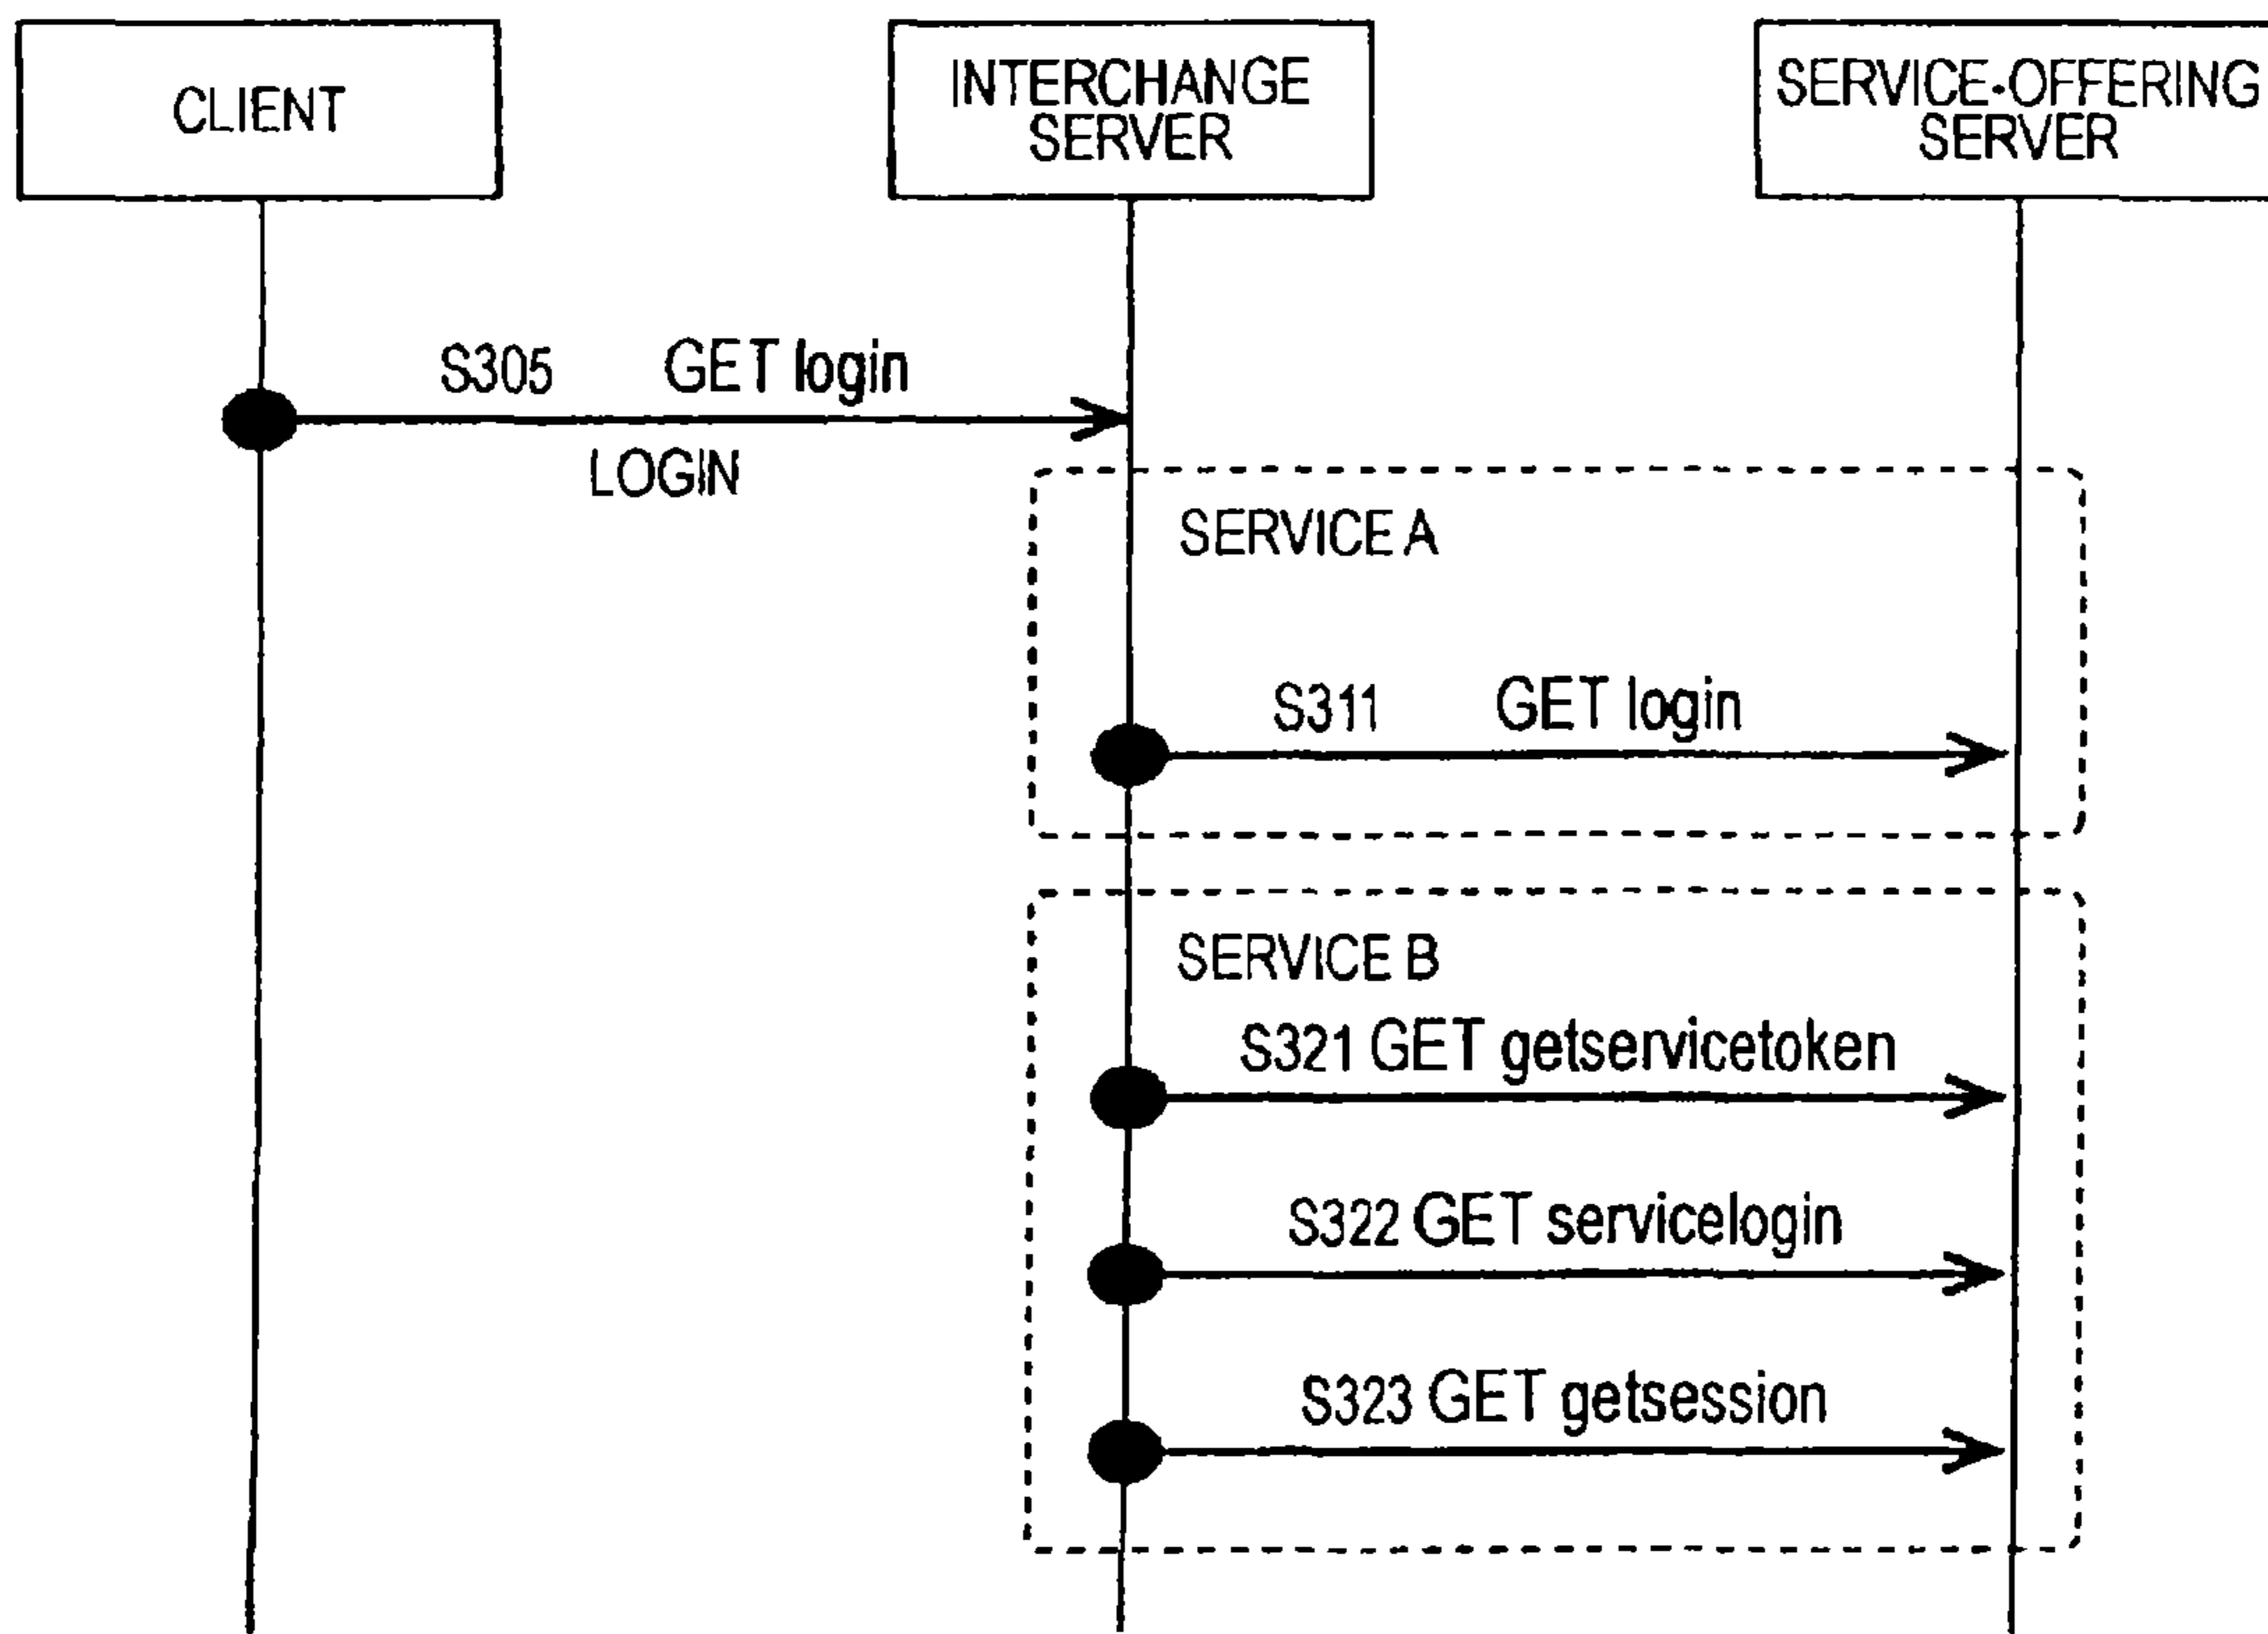 CLIENT
INTERCHANGE
SERVER
SERVICE-OFFERING
SERVER
S305 GET login
LOGIN
SERVICE A
S311 GET login
SERVICE B
S321 GET getservicetoken
S322 GET servicelogin
S323 GET getsession